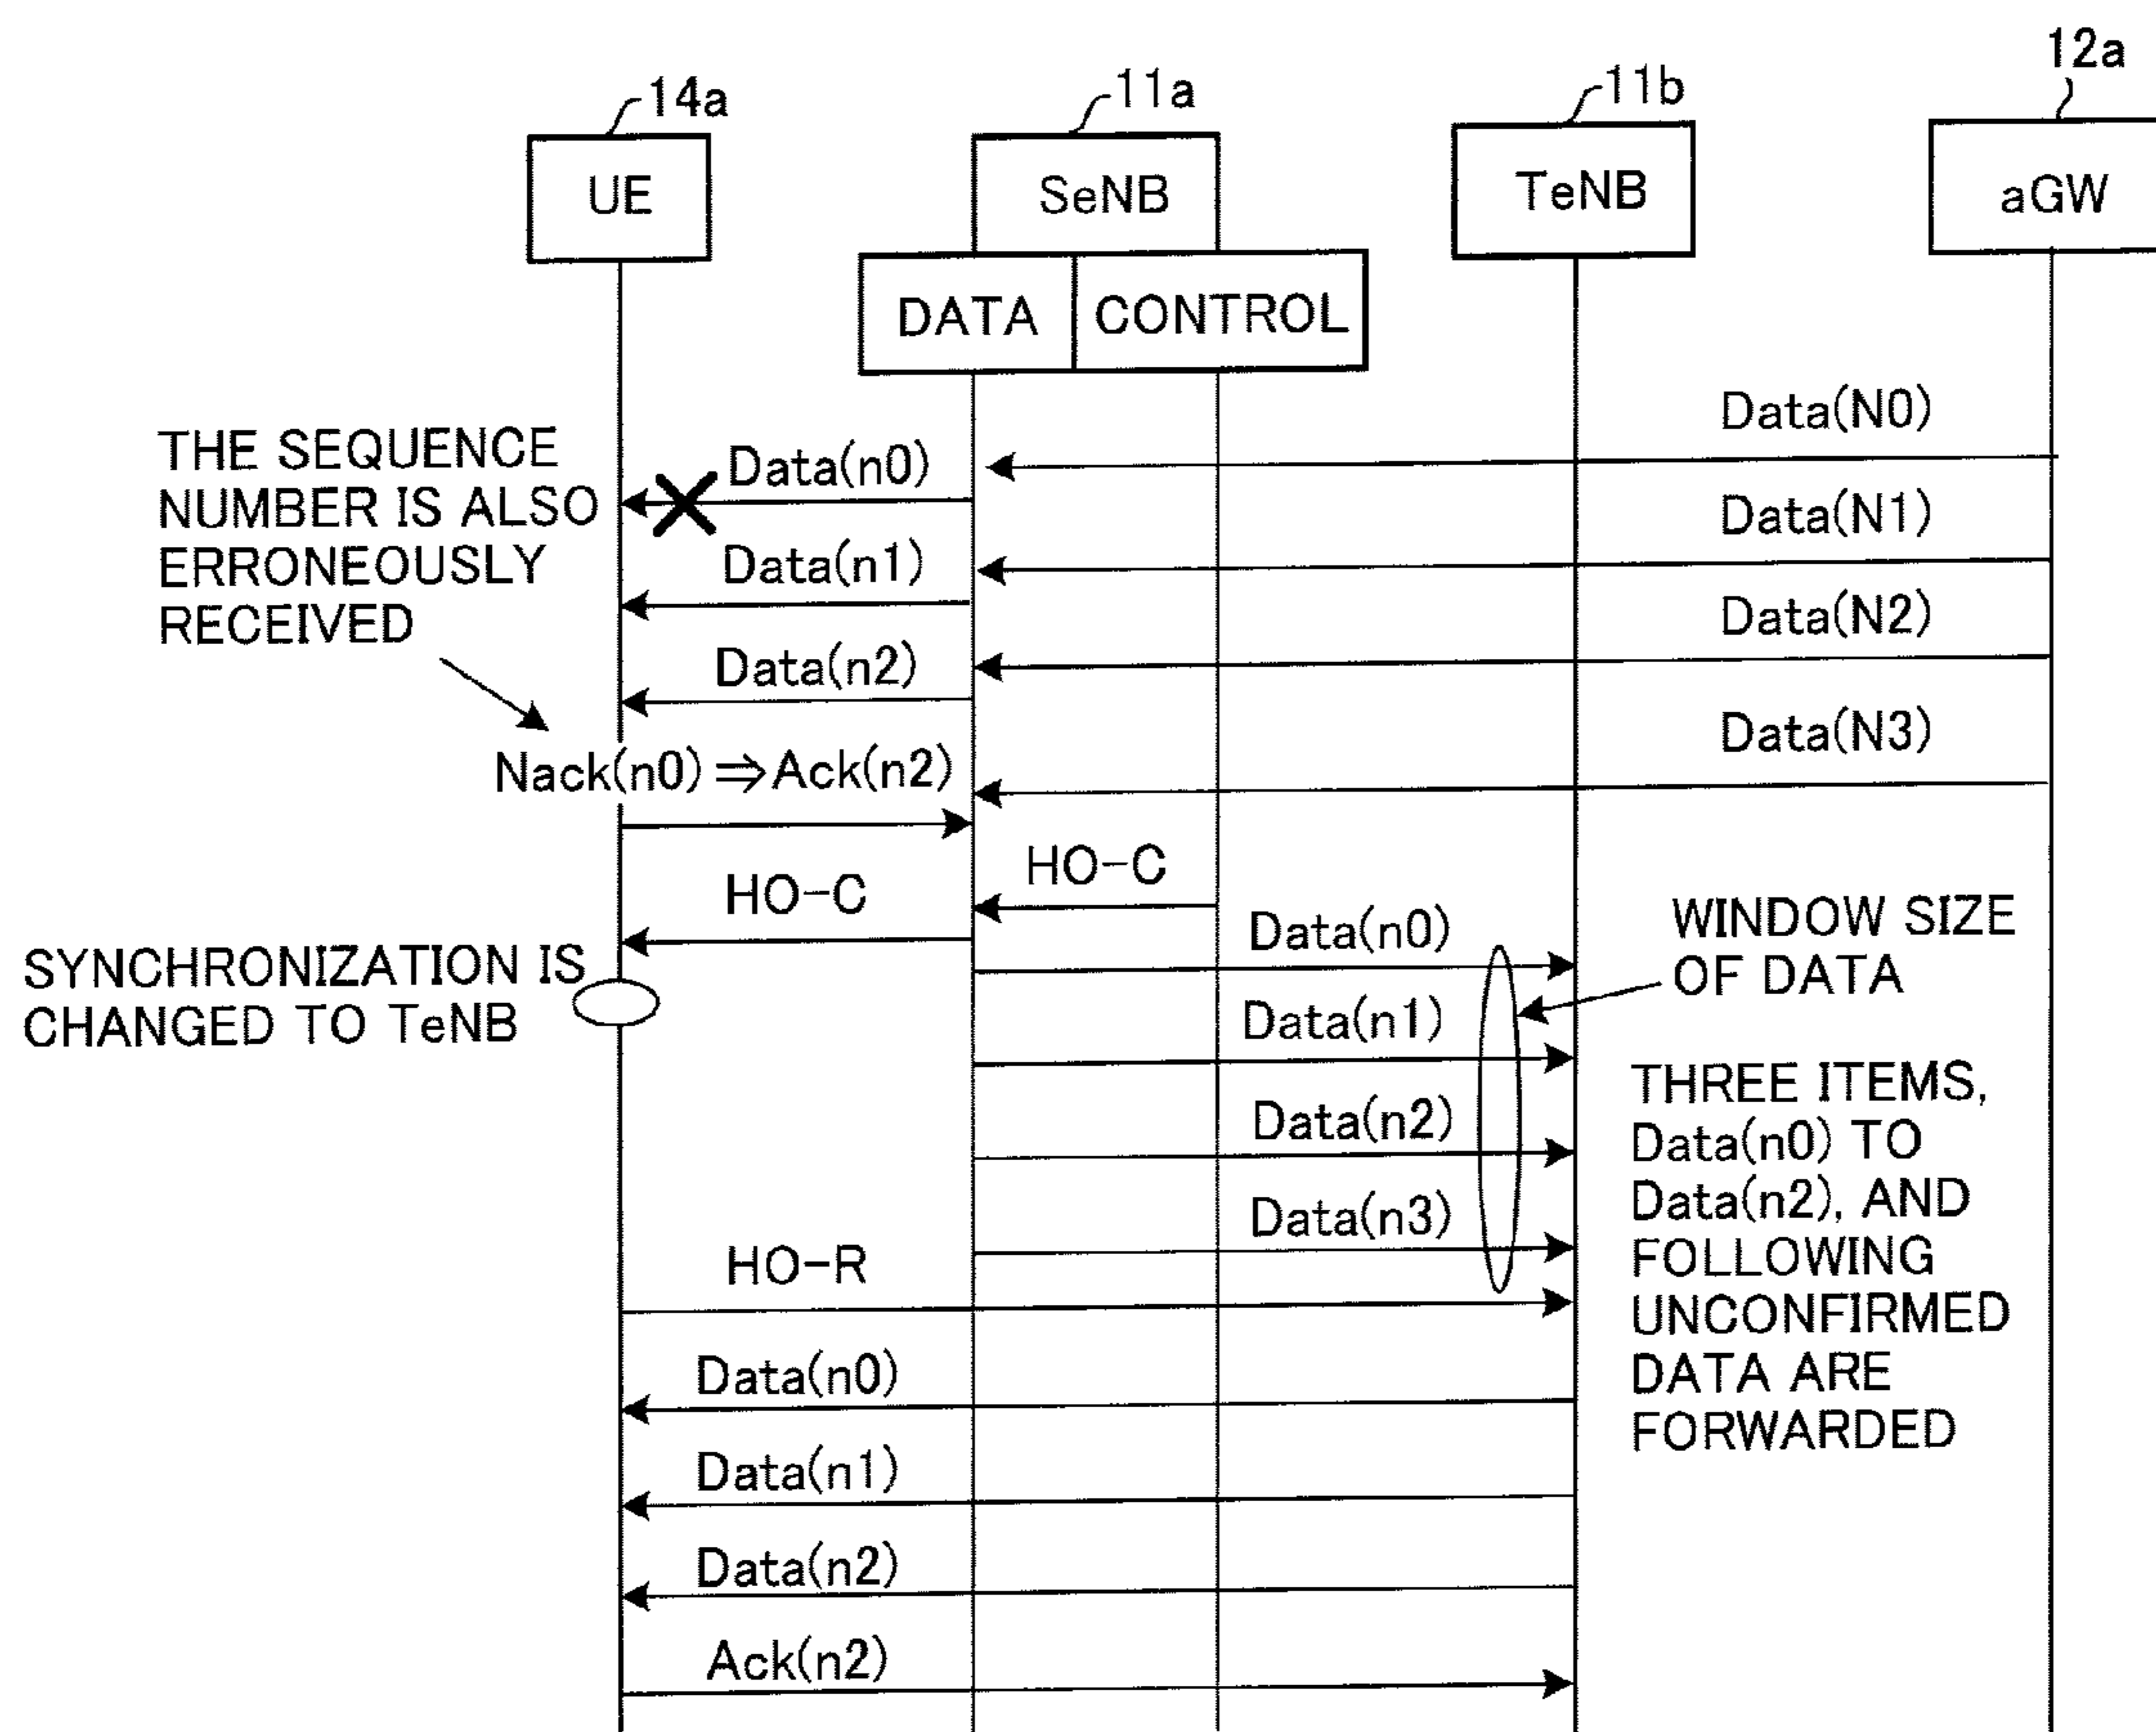 12a
14a
11a
11b
UE
SeNB
TeNB
aGW
DATA
CONTROL
Data(N0)
THE SEQUENCE
NUMBER IS ALSO
ERRONEOUSLY
RECEIVED
Data(n0)
Data(N1)
Data(n1)
Data(N2)
Data(n2)
Data(N3)
Nack(n0)⇒Ack(n2)
HO-C
HO-C
Data(n0)
WINDOW SIZE
OF DATA
SYNCHRONIZATION IS
CHANGED TO TeNB
Data(n1)
Data(n2)
Data(n3)
THREE ITEMS,
Data(n0) TO
Data(n2), AND
FOLLOWING
UNCONFIRMED
DATA ARE
FORWARDED
HO-R
Data(n0)
Data(n1)
Data(n2)
Ack(n2)